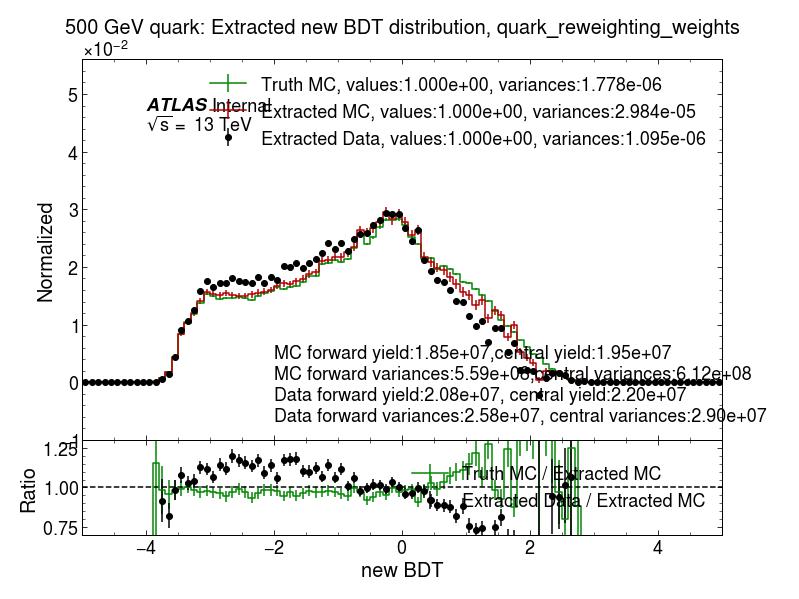 500 GeV quark: Extracted new BDT distribution, quark_reweighting_weights
×10⁻²
Truth MC, values:1.000e+00, variances:1.778e-06
ATLAS Internal
Extracted MC, values:1.000e+00, variances:2.984e-05
√s = 13 TeV
Extracted Data, values:1.000e+00, variances:1.095e-06
5
4
3
2
1
0
Normalized
MC forward yield:1.85e+07,central yield:1.95e+07
MC forward variances:5.59e+08,central variances:6.12e+08
Data forward yield:2.08e+07,central yield:2.20e+07
Data forward variances:2.58e+07, central variances:2.90e+07
1.25
1.00
0.75
Ratio
Truth MC / Extracted MC
Extracted Data / Extracted MC
−4 −2 0 2 4
new BDT